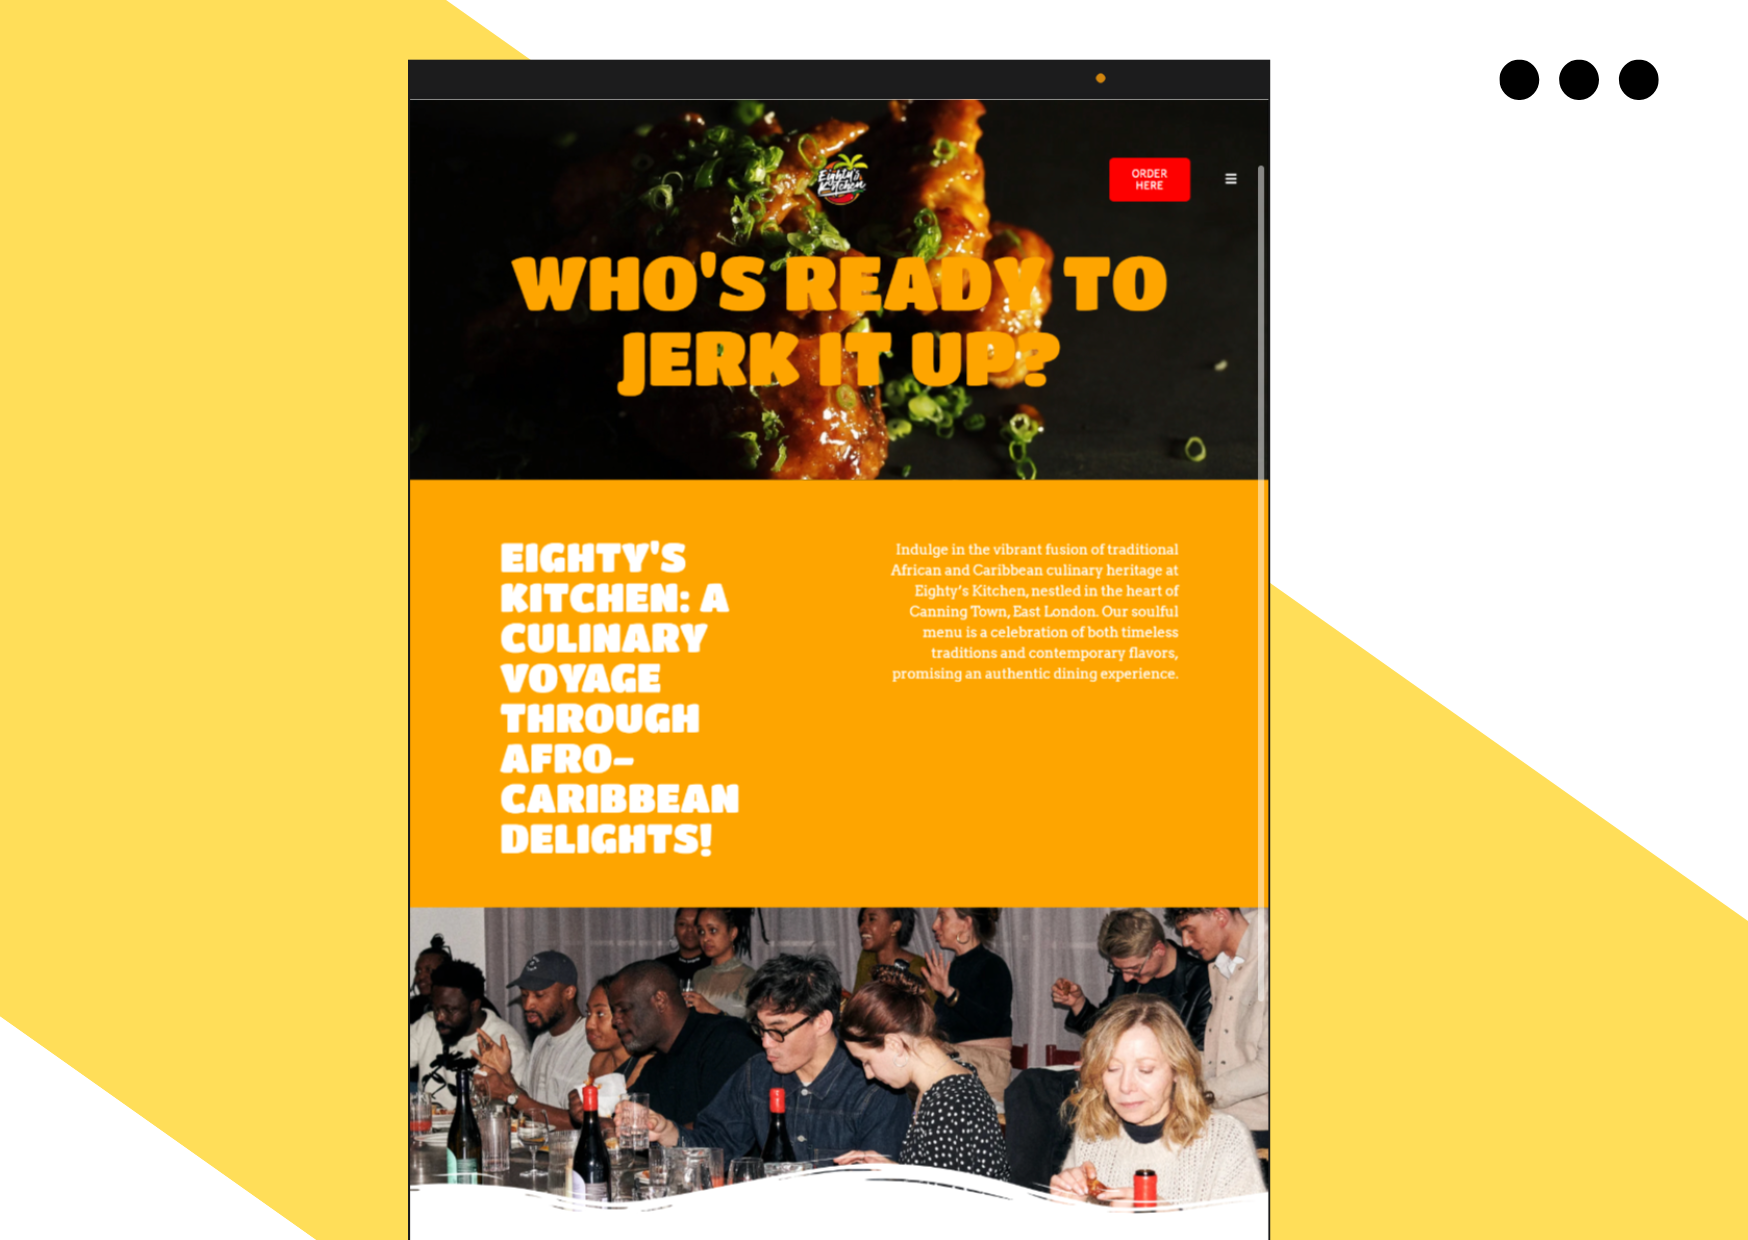 Eighty's
Kitchen
ORDER
HERE
WHO'S READY TO
JERK IT UP?
EIGHTY'S
KITCHEN: A
CULINARY
VOYAGE
THROUGH
AFRO–
CARIBBEAN
DELIGHTS!
Indulge in the vibrant fusion of traditional
African and Caribbean culinary heritage at
Eighty’s Kitchen, nestled in the heart of
Canning Town, East London. Our soulful
menu is a celebration of both timeless
traditions and contemporary flavors,
promising an authentic dining experience.